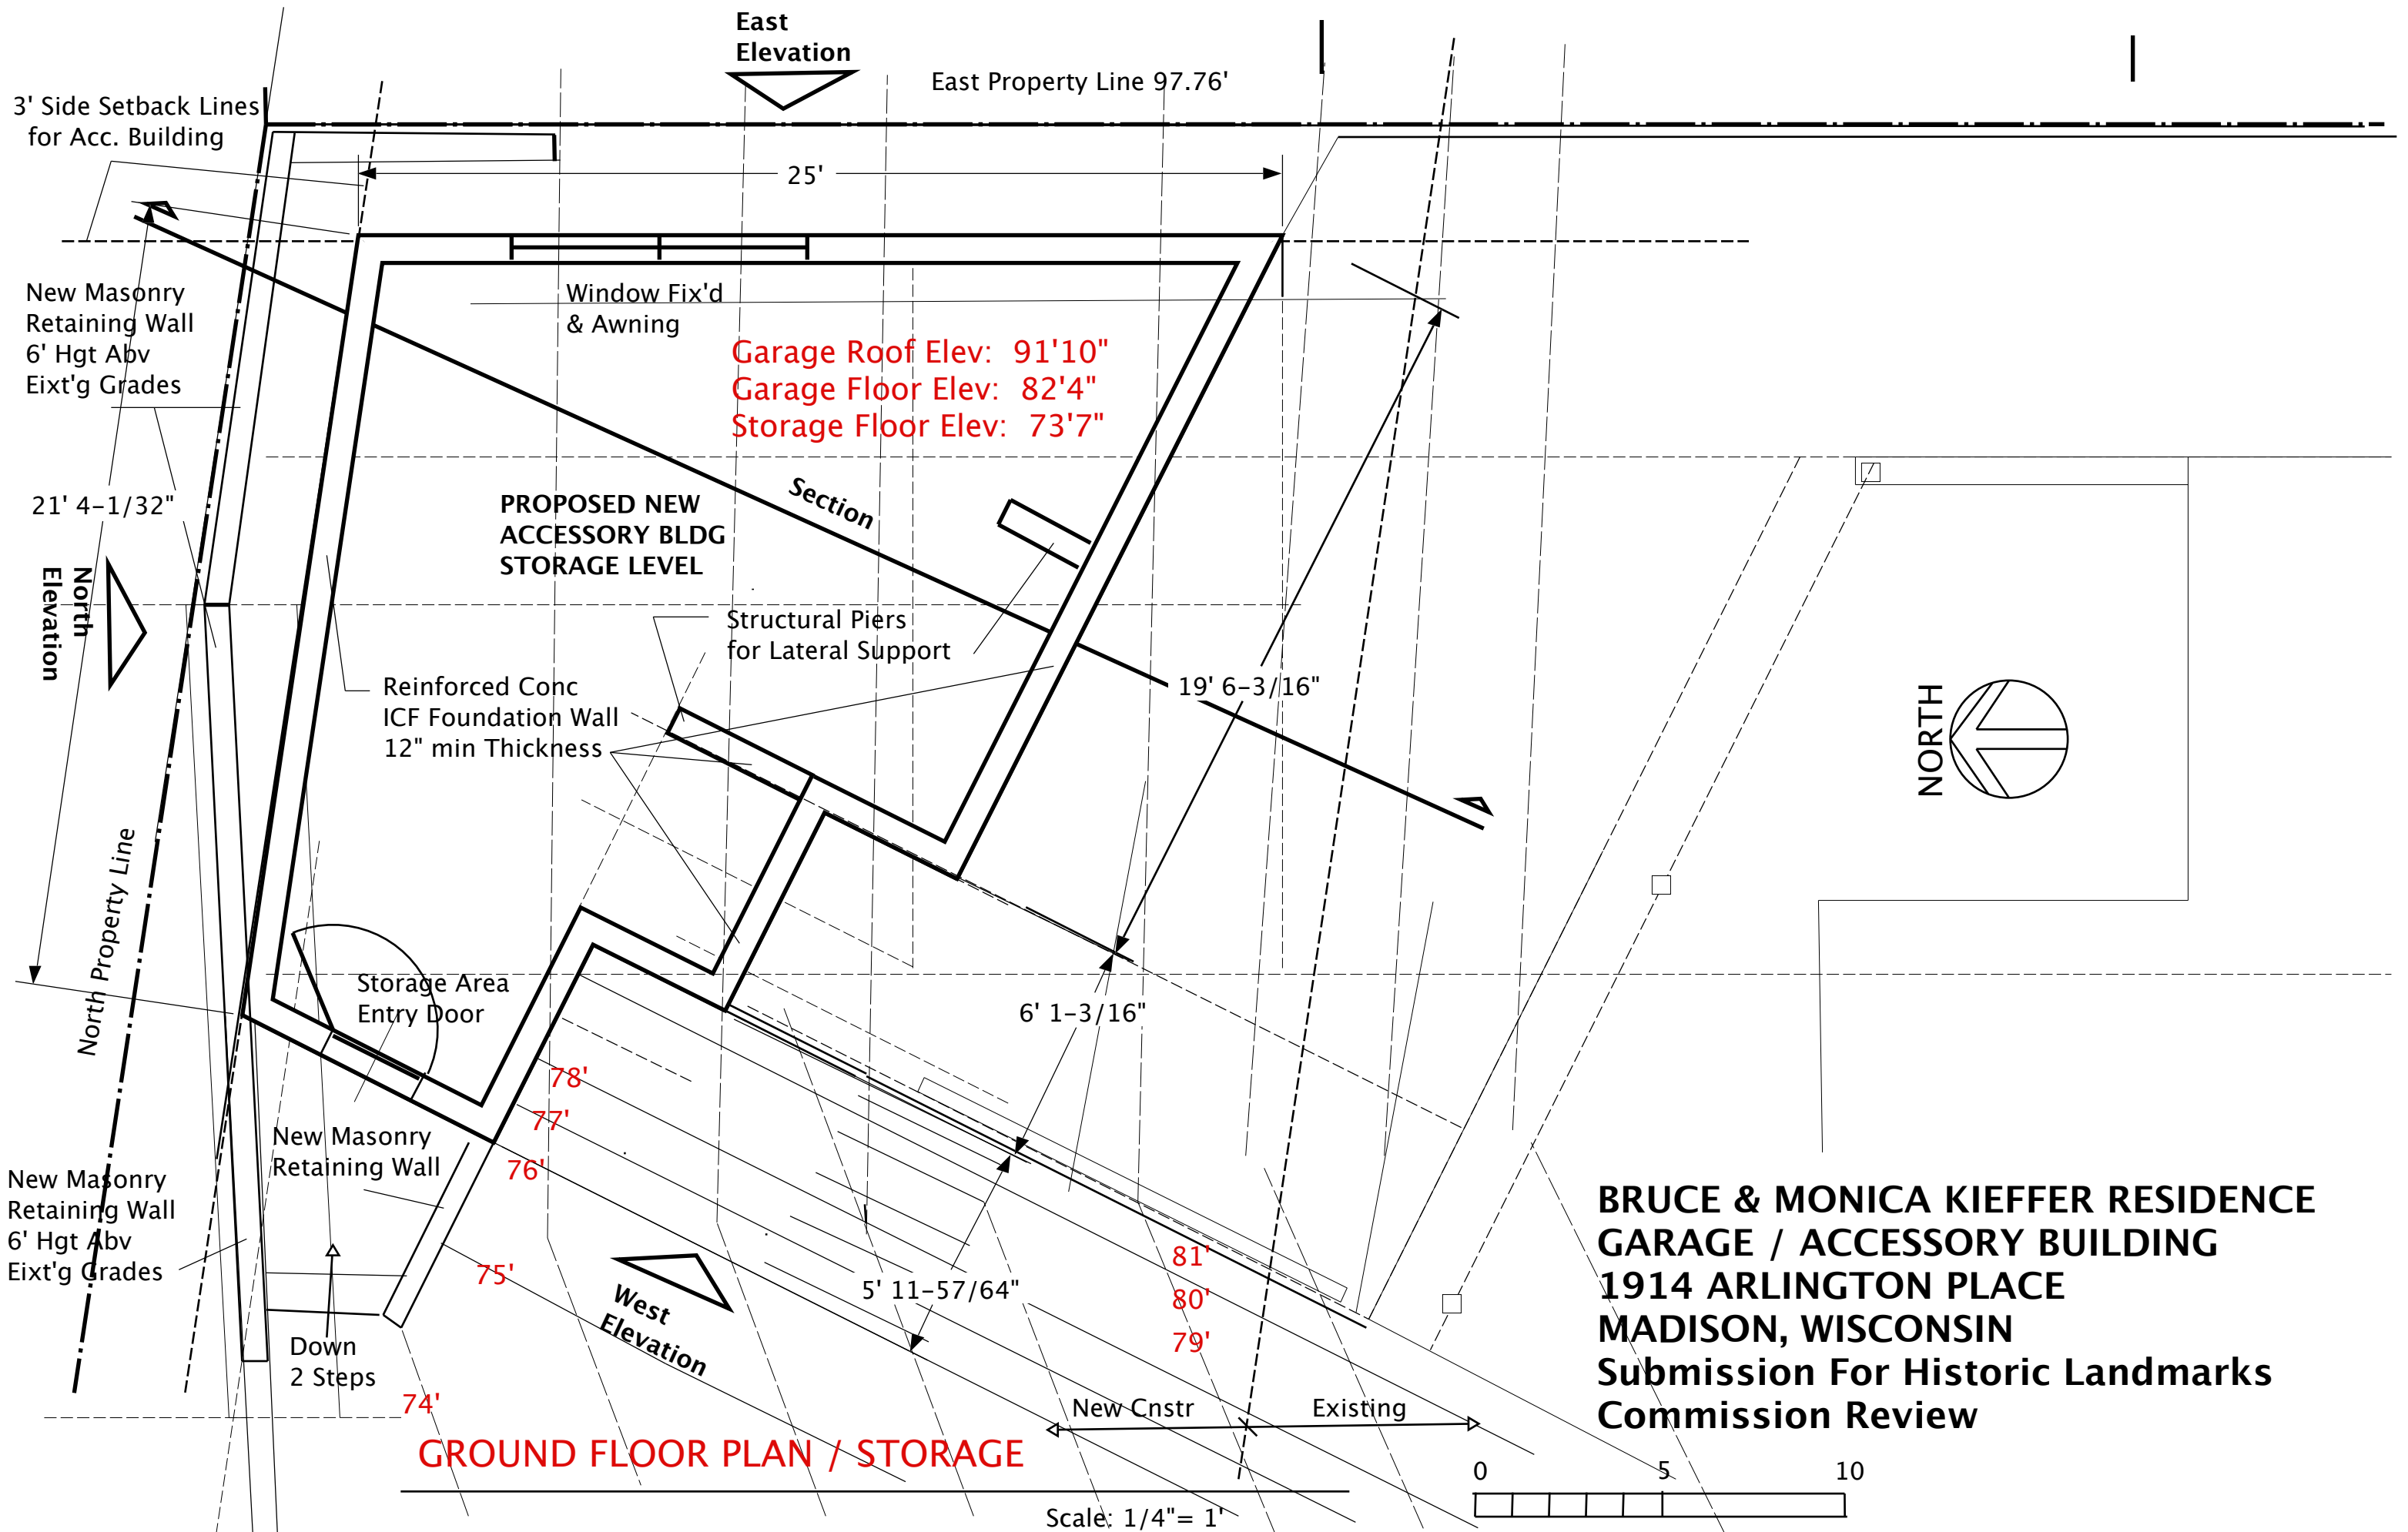 East
Elevation
East Property Line 97.76'
3' Side Setback Lines
for Acc. Building
25'
New Masonry
Retaining Wall
6' Hgt Abv
Eixt'g Grades
Window Fix'd
& Awning
Garage Roof Elev: 91'10"
Garage Floor Elev: 82'4"
Storage Floor Elev: 73'7"
21' 4-1/32"
PROPOSED NEW
ACCESSORY BLDG
STORAGE LEVEL
Section
North
Elevation
Structural Piers
for Lateral Support
Reinforced Conc
ICF Foundation Wall
12" min Thickness
19' 6-3/16"
NORTH
North Property Line
Storage Area
Entry Door
6' 1-3/16"
78'
77'
76'
75'
74'
New Masonry
Retaining Wall
New Masonry
Retaining Wall
6' Hgt Abv
Eixt'g Grades
Down
2 Steps
West
Elevation
5' 11-57/64"
81'
80'
79'
New Cnstr
Existing
BRUCE & MONICA KIEFFER RESIDENCE
GARAGE / ACCESSORY BUILDING
1914 ARLINGTON PLACE
MADISON, WISCONSIN
Submission For Historic Landmarks
Commission Review
GROUND FLOOR PLAN / STORAGE
0 5 10
Scale: 1/4"= 1'